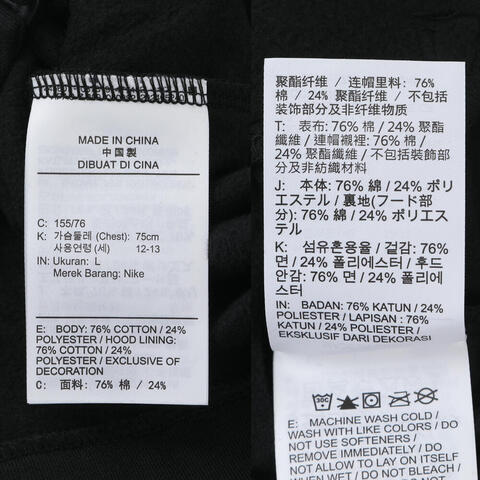 MADE IN CHINA
中国製
DIBUAT DI CINA
C: 155/76
K: 가슴둘레 (Chest): 75cm
사용연령 (세) 12-13
IN: Ukuran: L
Merek Barang: Nike
E: BODY: 76% COTTON / 24%
POLYESTER / HOOD LINING:
76% COTTON / 24%
POLYESTER / EXCLUSIVE OF
DECORATION
C: 面料: 76% 棉 / 24%
聚酯纤维 / 连帽里料: 76%
棉 / 24% 聚酯纤维 / 不包括
装饰部分及非纤维物质
T: 表布: 76% 棉 / 24% 聚酯
纖維 / 連帽襯裡: 76% 棉 /
24% 聚酯纖維 / 不包括裝飾部
分及非紡織材料
J: 本体: 76% 綿 / 24% ポリ
エステル / 裏地(フード部
分): 76% 綿 / 24% ポリエス
テル
K: 섬유혼용율 / 겉감: 76%
면 / 24% 폴리에스터 / 후드
안감: 76% 면 / 24% 폴리에
스터
IN: BADAN: 76% KATUN / 24%
POLIESTER / LAPISAN : 76%
KATUN / 24% POLIESTER /
EKSKLUSIF DARI DEKORASI
30C
E: MACHINE WASH COLD /
WASH WITH LIKE COLORS / DO
NOT USE SOFTENERS /
REMOVE IMMEDIATELY / DO
NOT ALLOW TO LAY ON ITSELF
WHEN WET / DO NOT BLEACH /